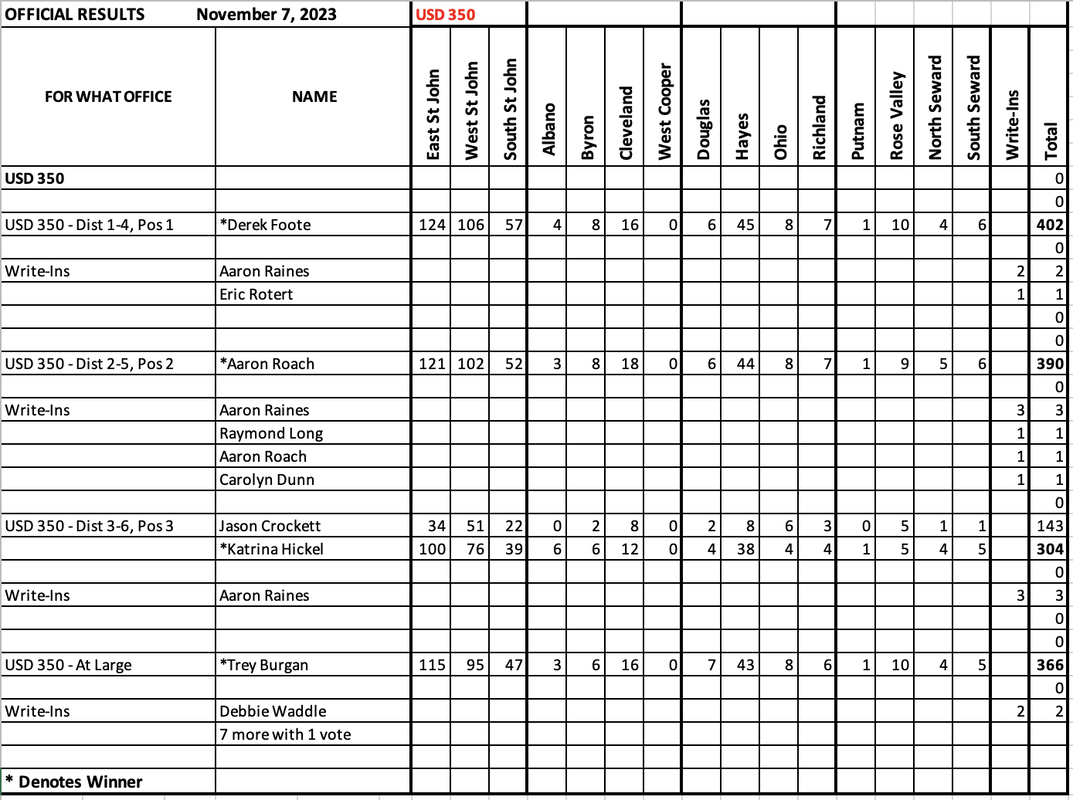 OFFICIAL RESULTS November 7, 2023 USD 350
FOR WHAT OFFICE NAME East St John West St John South St John Albano Byron Cleveland West Cooper Douglas Hayes Ohio Richland Putnam Rose Valley North Seward South Seward Write-Ins Total
USD 350 0
0
USD 350 - Dist 1-4, Pos 1 *Derek Foote 124 106 57 4 8 16 0 6 45 8 7 1 10 4 6 402
0
Write-Ins Aaron Raines 2 2
Eric Rotert 1 1
0
0
USD 350 - Dist 2-5, Pos 2 *Aaron Roach 121 102 52 3 8 18 0 6 44 8 7 1 9 5 6 390
0
Write-Ins Aaron Raines 3 3
Raymond Long 1 1
Aaron Roach 1 1
Carolyn Dunn 1 1
0
USD 350 - Dist 3-6, Pos 3 Jason Crockett 34 51 22 0 2 8 0 2 8 6 3 0 5 1 1 143
*Katrina Hickel 100 76 39 6 6 12 0 4 38 4 4 1 5 4 5 304
0
Write-Ins Aaron Raines 3 3
0
0
USD 350 - At Large *Trey Burgan 115 95 47 3 6 16 0 7 43 8 6 1 10 4 5 366
0
Write-Ins Debbie Waddle 2 2
7 more with 1 vote
* Denotes Winner